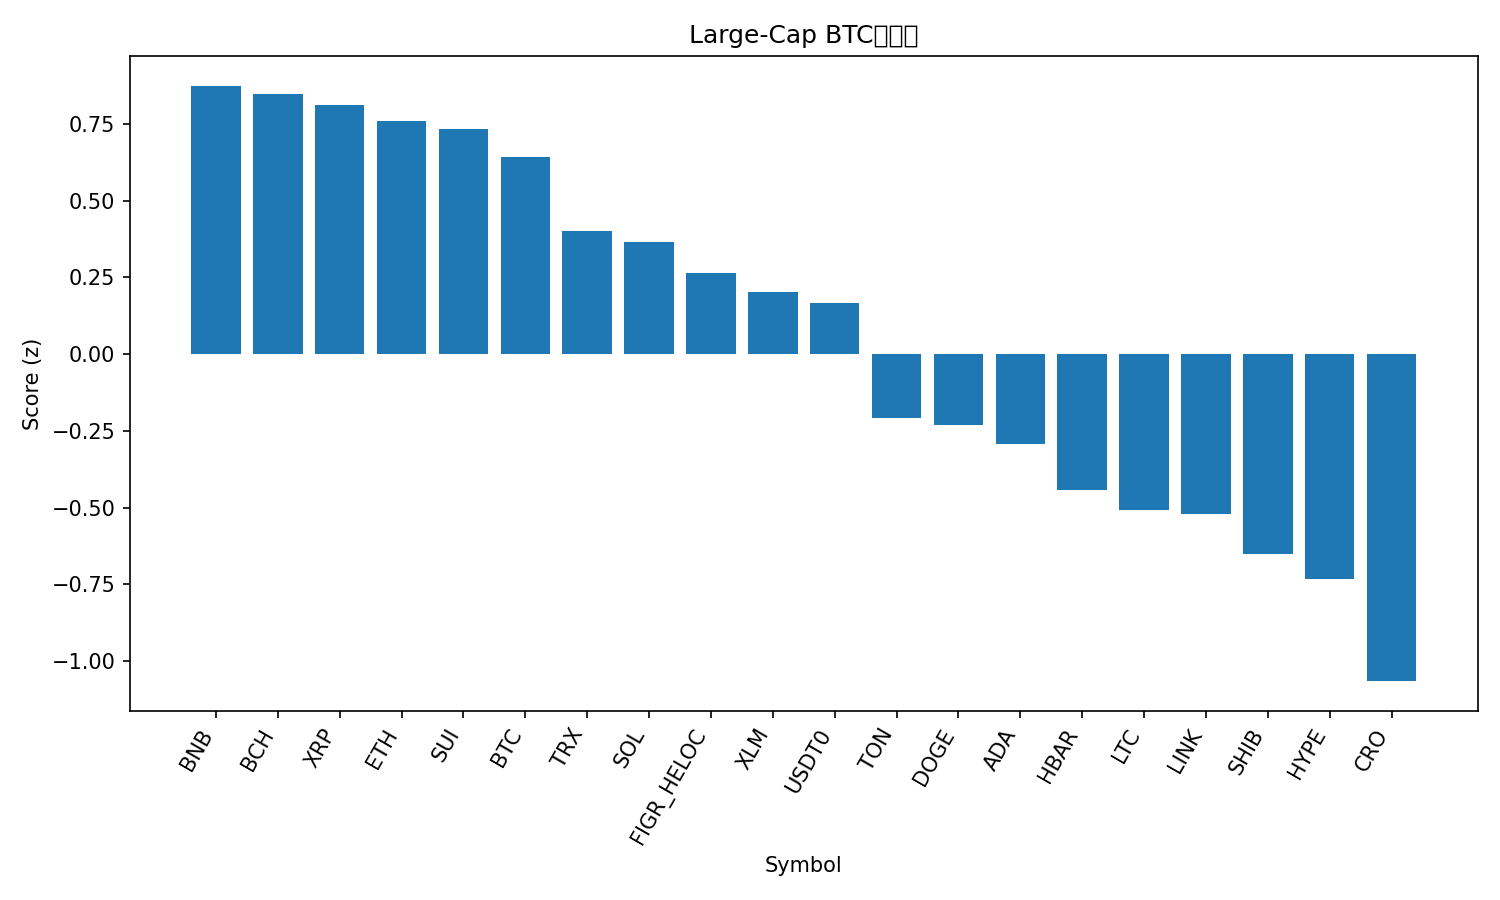 Large-Cap BTC
Score (z)
0.75
0.50
0.25
0.00
−0.25
−0.50
−0.75
−1.00
BNB
BCH
XRP
ETH
SUI
BTC
TRX
SOL
FIGR_HELOC
XLM
USDT0
TON
DOGE
ADA
HBAR
LTC
LINK
SHIB
HYPE
CRO
Symbol